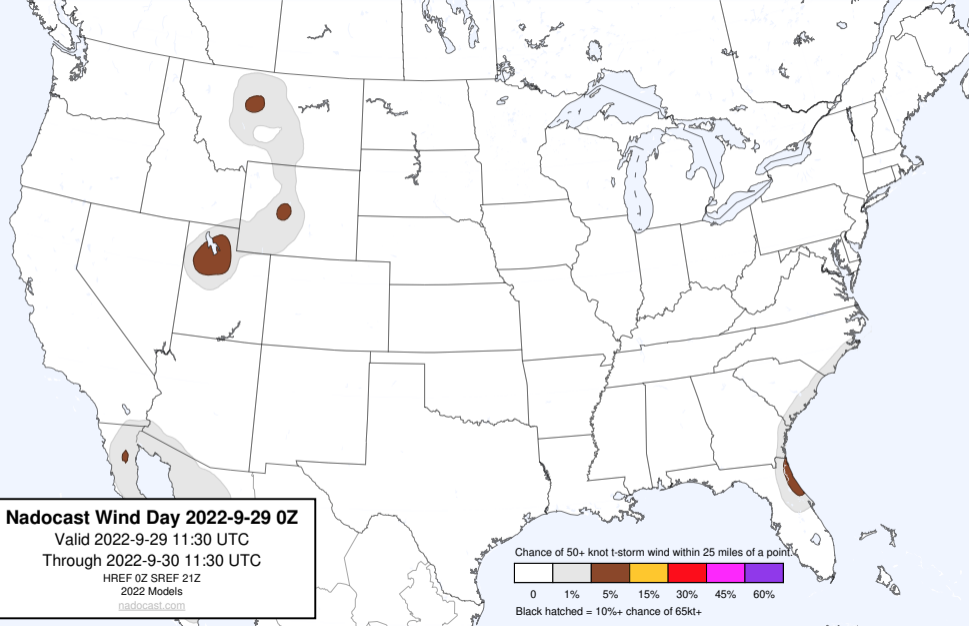 Nadocast Wind Day 2022-9-29 0Z
Valid 2022-9-29 11:30 UTC
Through 2022-9-30 11:30 UTC
HREF 0Z SREF 21Z
2022 Models
nadocast.com
Chance of 50+ knot t-storm wind within 25 miles of a point.
0 1% 5% 15% 30% 45% 60%
Black hatched = 10%+ chance of 65kt+